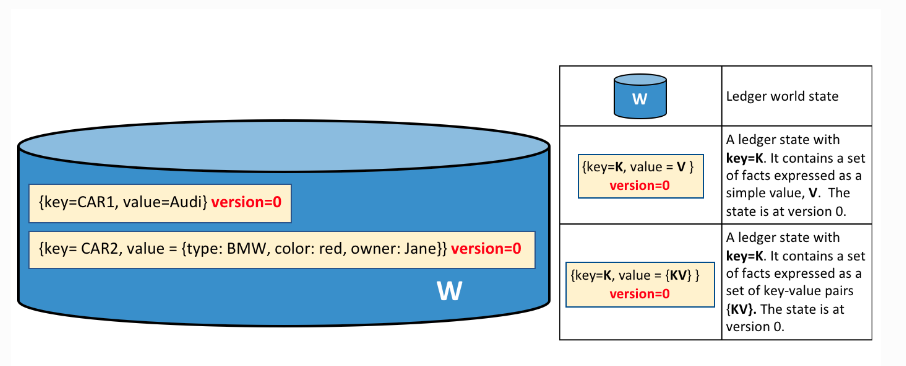 {key=CAR1, value=Audi} version=0
{key= CAR2, value = {type: BMW, color: red, owner: Jane}} version=0
W
W
Ledger world state
{key=K, value = V }
version=0
A ledger state with
key=K. It contains a set
of facts expressed as a
simple value, V. The
state is at version 0.
{key=K, value = {KV} }
version=0
A ledger state with
key=K. It contains a set
of facts expressed as a
set of key-value pairs
{KV}. The state is at
version 0.